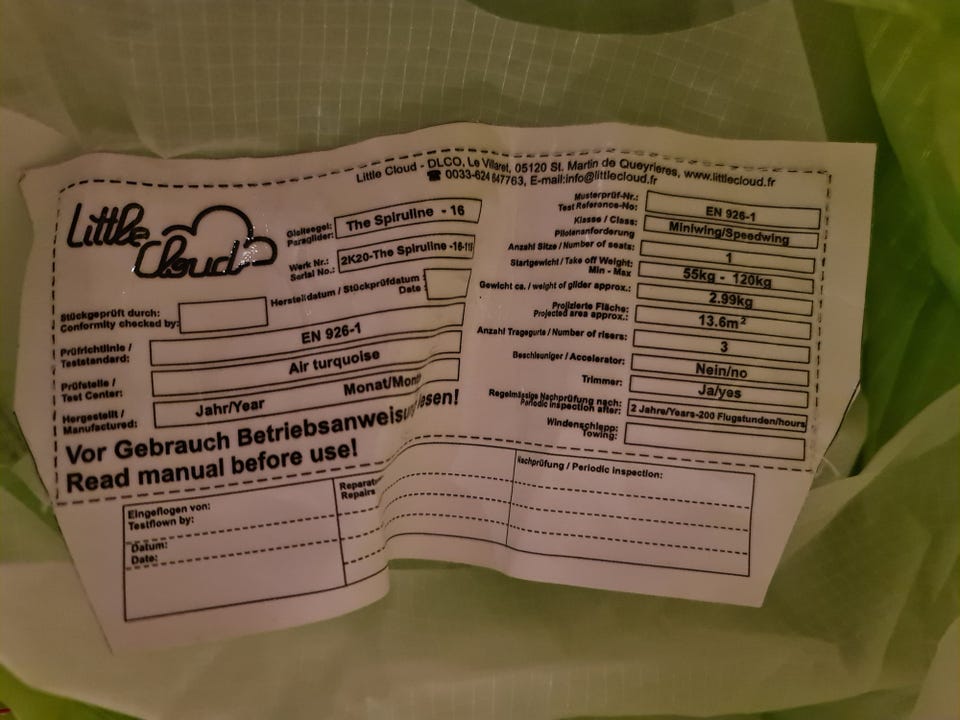 Little Cloud - DLCO, Le Villaret, 05120 St. Martin de Queyrieres, www.littlecloud.fr
☎ 0033-624 647763, E-mail:info@littlecloud.fr
Little
Cloud
Gleitsegel: The Spiruline - 16
Paraglider:
Werk Nr.: 2K20-The Spiruline -16-
Serial No.:
Herstelldatum / Stückprüfdatum
Date :
Stückgeprüft durch:
Conformity checked by:
Prüfrichtlinie / EN 926-1
Teststandard:
Prüfstelle / Air turquoise
Test Center:
Hergestellt / Jahr/Year Monat/Month
Manufactured:
Vor Gebrauch Betriebsanweisung lesen!
Read manual before use!
Musterprüf-Nr.: EN 926-1
Test Reference-No:
Klasse / Class: Miniwing/Speedwing
Pilotenanforderung
Anzahl Sitze / Number of seats: 1
Startgewicht / Take off Weight: 55kg - 120kg
Min - Max
Gewicht ca. / weight of glider approx.: 2.99kg
Projizierte Fläche: 13.6m²
Projected area approx.:
Anzahl Tragegurte / Number of risers: 3
Beschleuniger / Accelerator: Nein/no
Trimmer: Ja/yes
Regelmässige Nachprüfung nach: 2 Jahre/Years-200 Flugstunden/hours
Periodic inspection after:
Windenschlepp:
Towing:
Eingeflogen von:
Testflown by:
Datum:
Date:
Repairs
Nachprüfung / Periodic inspection: